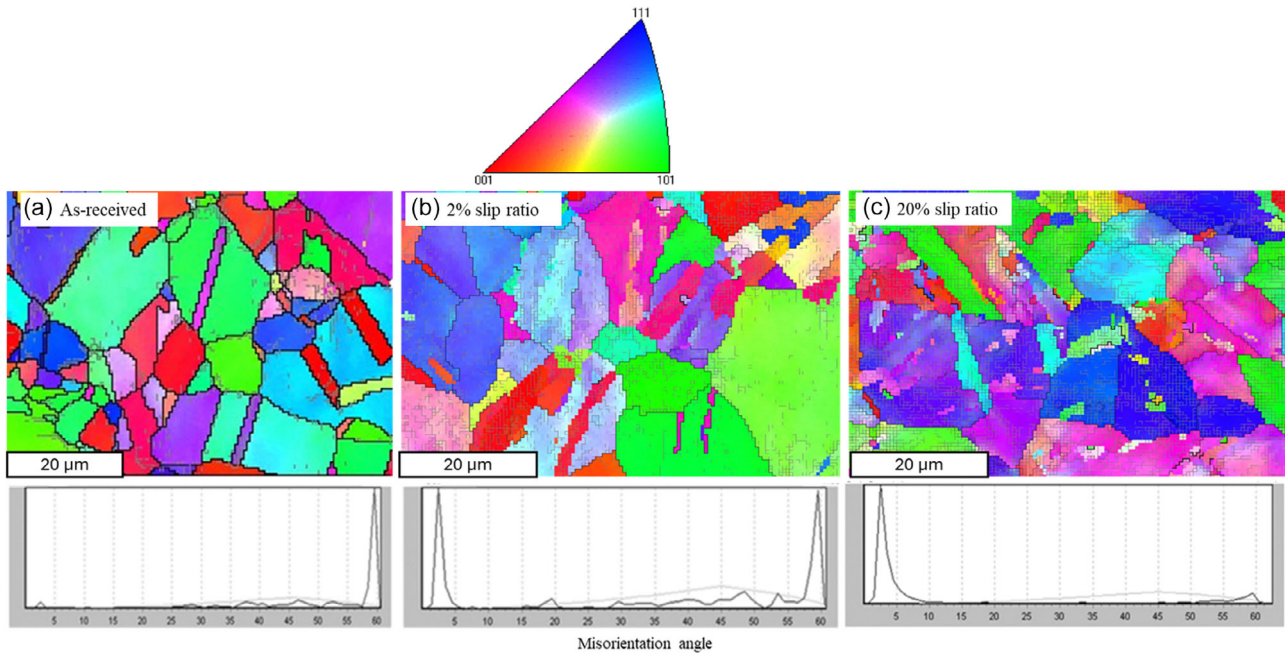 111
001 101
(a) As-received (b) 2% slip ratio (c) 20% slip ratio
20 µm 20 µm 20 µm
5 10 15 20 25 30 35 40 45 50 55 5 10 15 20 25 30 35 40 45 50 55 60 5 10 15 20 25 30 35 40 45 50 55 60
Misorientation angle